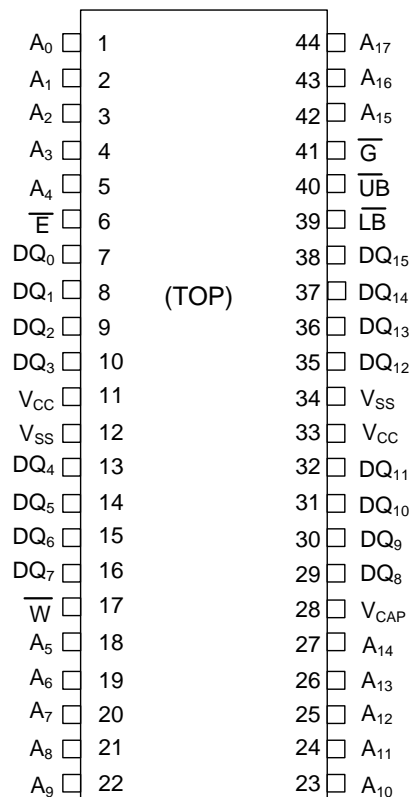 A0 1 44 A17
A1 2 43 A16
A2 3 42 A15
A3 4 41 G̅
A4 5 40 U̅B̅
E̅ 6 39 L̅B̅
DQ0 7 38 DQ15
DQ1 8 37 DQ14
(TOP)
DQ2 9 36 DQ13
DQ3 10 35 DQ12
VCC 11 34 VSS
VSS 12 33 VCC
DQ4 13 32 DQ11
DQ5 14 31 DQ10
DQ6 15 30 DQ9
DQ7 16 29 DQ8
W̅ 17 28 VCAP
A5 18 27 A14
A6 19 26 A13
A7 20 25 A12
A8 21 24 A11
A9 22 23 A10